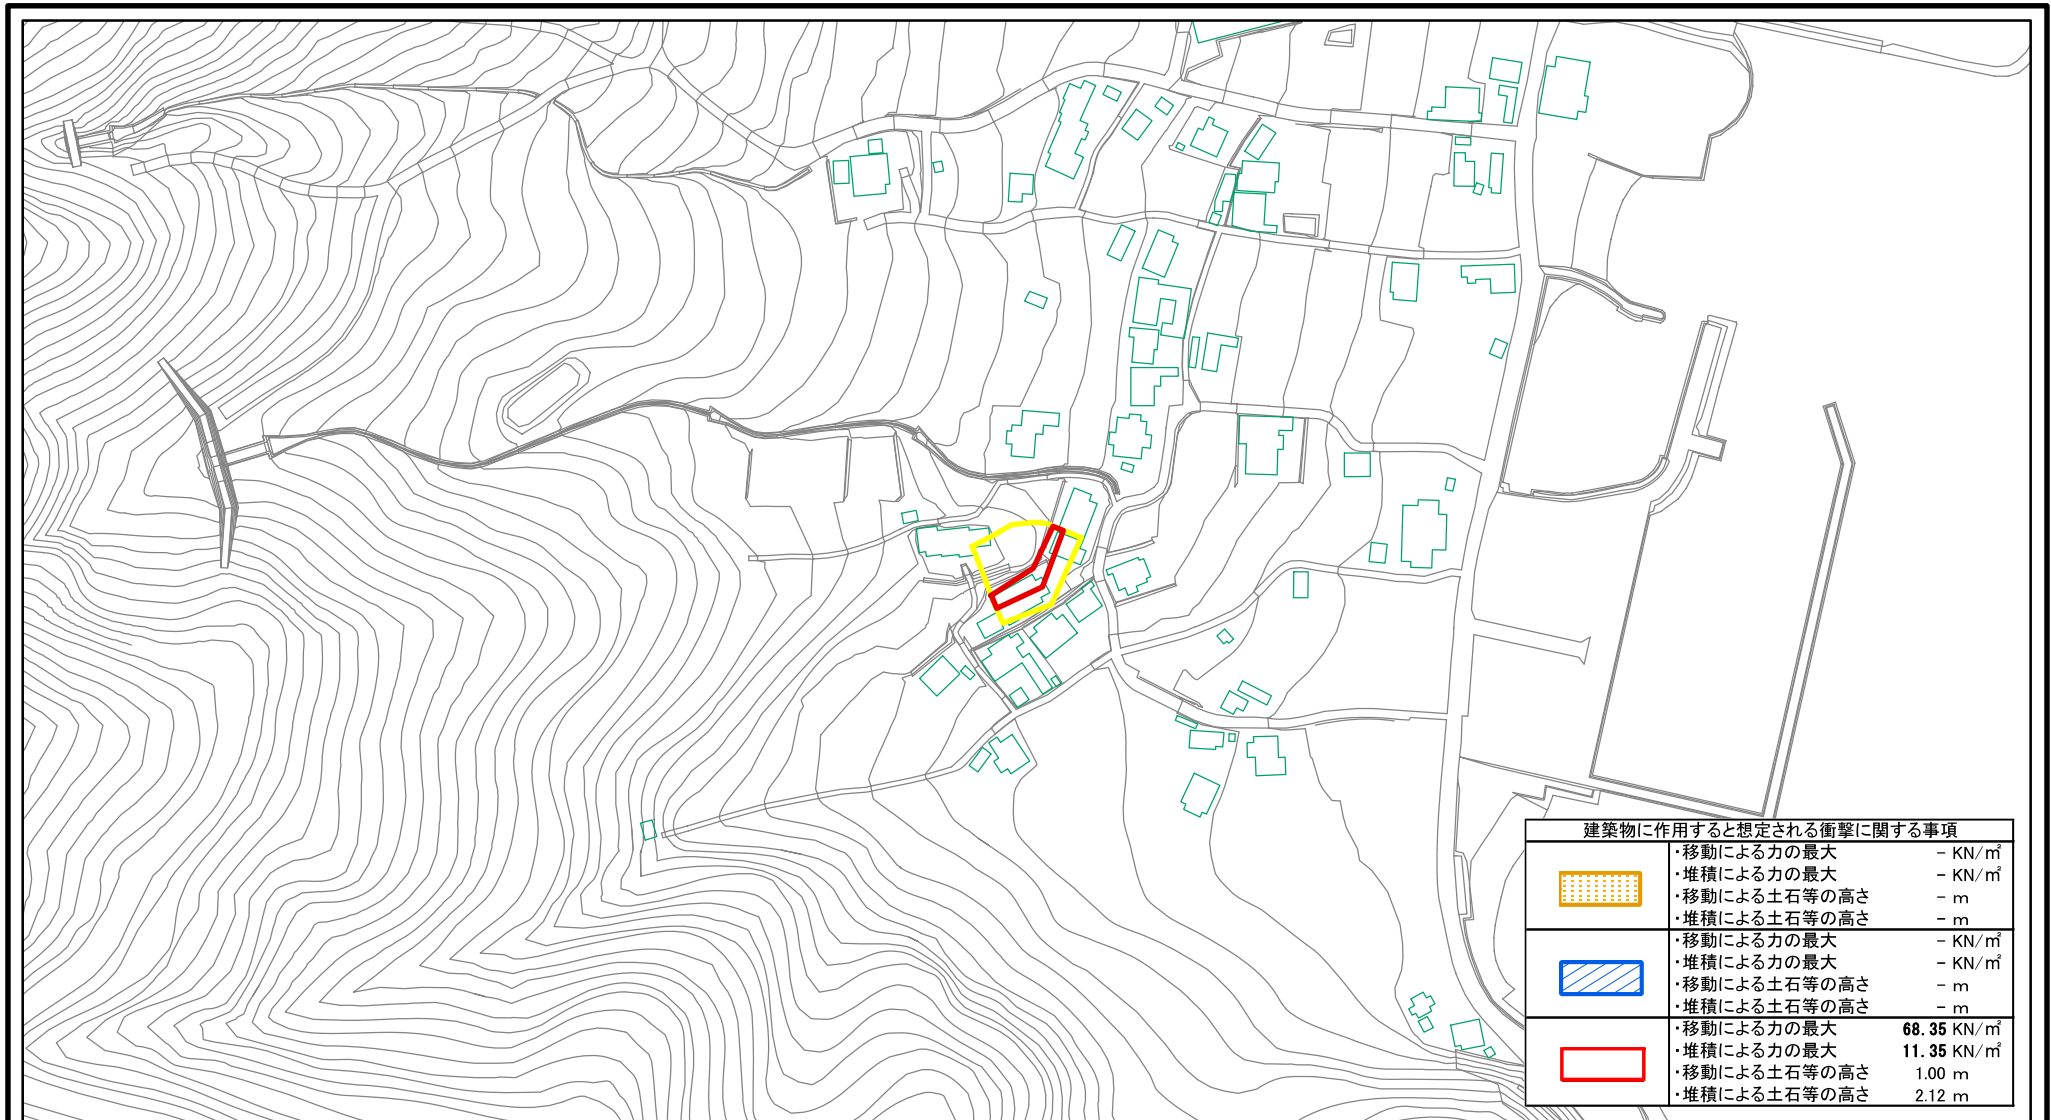 建築物に作用すると想定される衝撃に関する事項
・移動による力の最大 - KN/㎡
・堆積による力の最大 - KN/㎡
・移動による土石等の高さ - m
・堆積による土石等の高さ - m
・移動による力の最大 - KN/㎡
・堆積による力の最大 - KN/㎡
・移動による土石等の高さ - m
・堆積による土石等の高さ - m
・移動による力の最大 68.35 KN/㎡
・堆積による力の最大 11.35 KN/㎡
・移動による土石等の高さ 1.00 m
・堆積による土石等の高さ 2.12 m